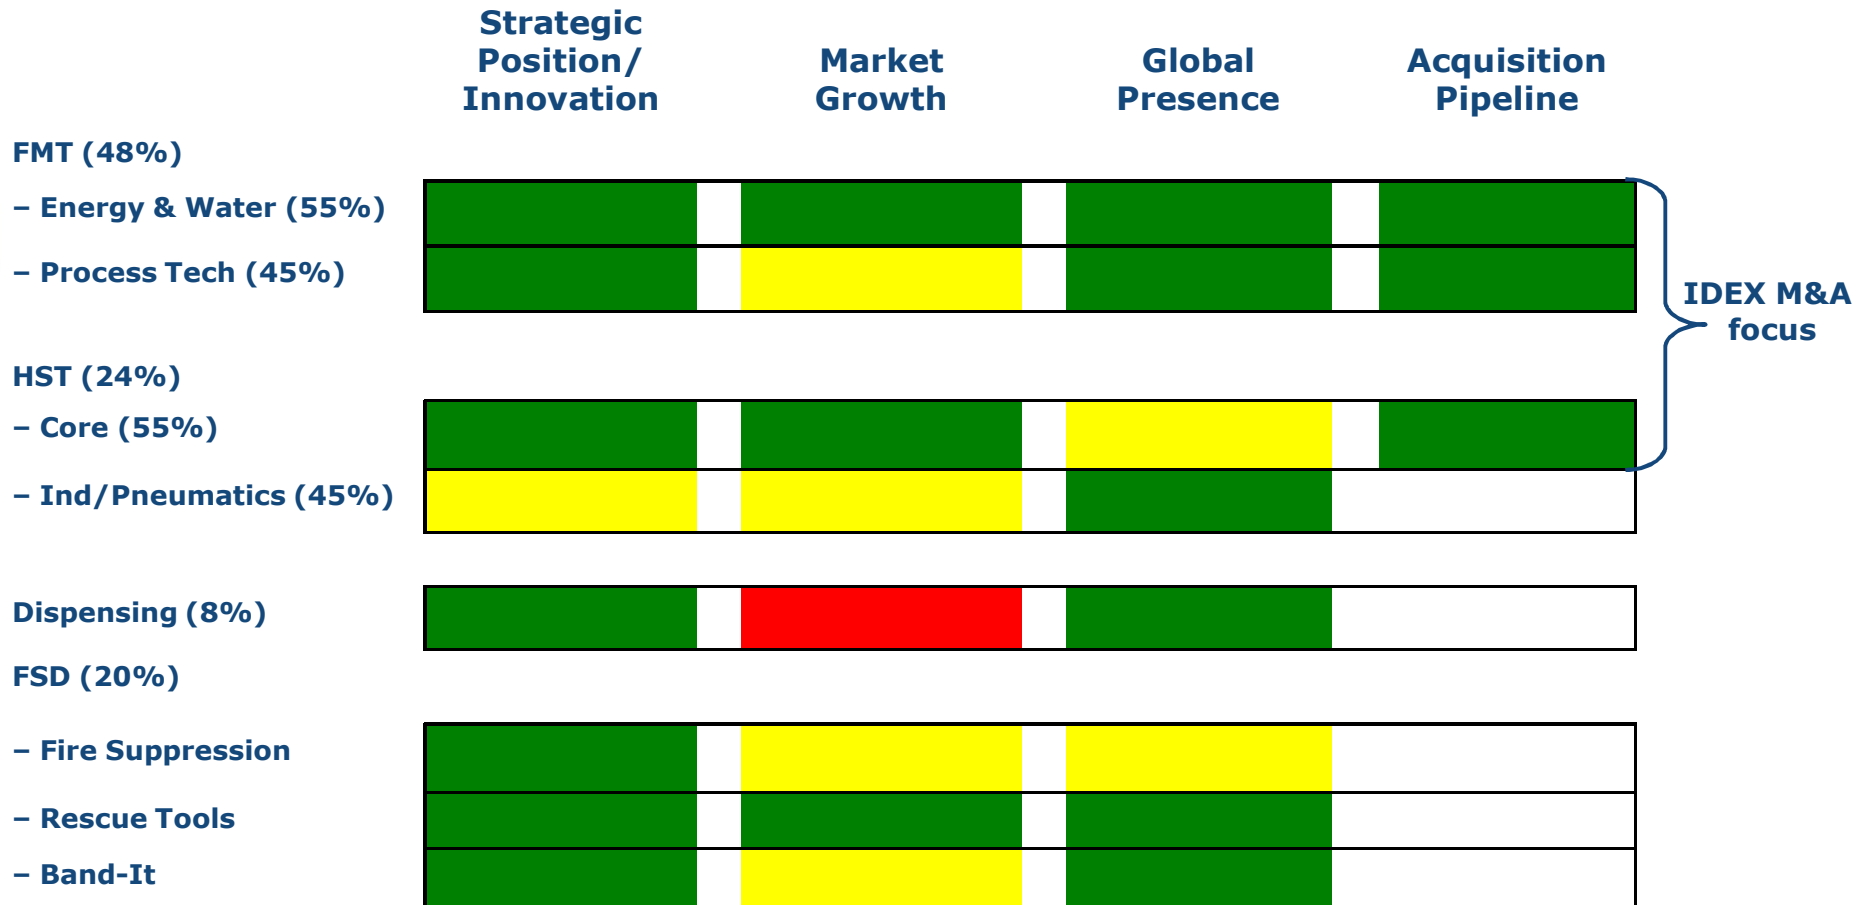 Strategic
Position/
Innovation
Market
Growth
Global
Presence
Acquisition
Pipeline
FMT (48%)
– Energy & Water (55%)
– Process Tech (45%)
IDEX M&A
focus
HST (24%)
– Core (55%)
– Ind/Pneumatics (45%)
Dispensing (8%)
FSD (20%)
– Fire Suppression
– Rescue Tools
– Band-It